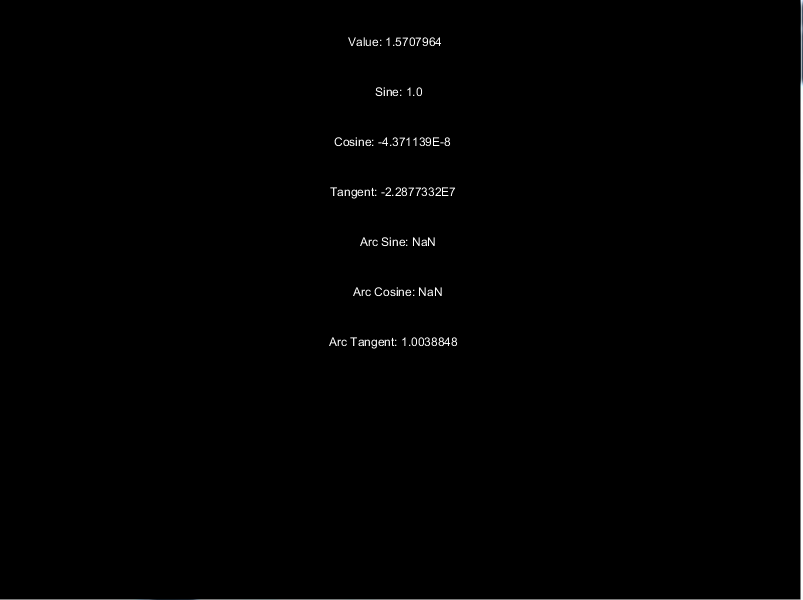 Value: 1.5707964
Sine: 1.0
Cosine: -4.371139E-8
Tangent: -2.2877332E7
Arc Sine: NaN
Arc Cosine: NaN
Arc Tangent: 1.0038848